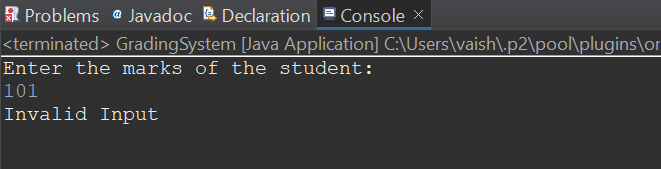 Problems @ Javadoc Declaration Console
<terminated> GradingSystem [Java Application] C:\Users\vaish\.p2\pool\plugins\or
Enter the marks of the student:
101
Invalid Input